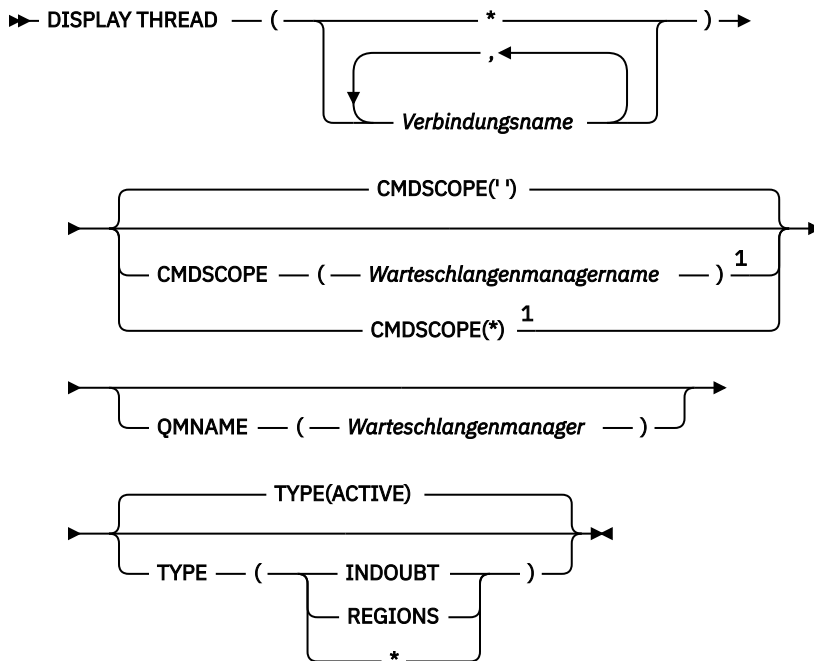 DISPLAY THREAD ( * )
,
Verbindungsname
CMDSCOPE(' ')
CMDSCOPE ( Warteschlangenmanagername ) 1
CMDSCOPE(*) 1
QMNAME ( Warteschlangenmanager )
TYPE(ACTIVE)
TYPE ( INDOUBT )
REGIONS
*